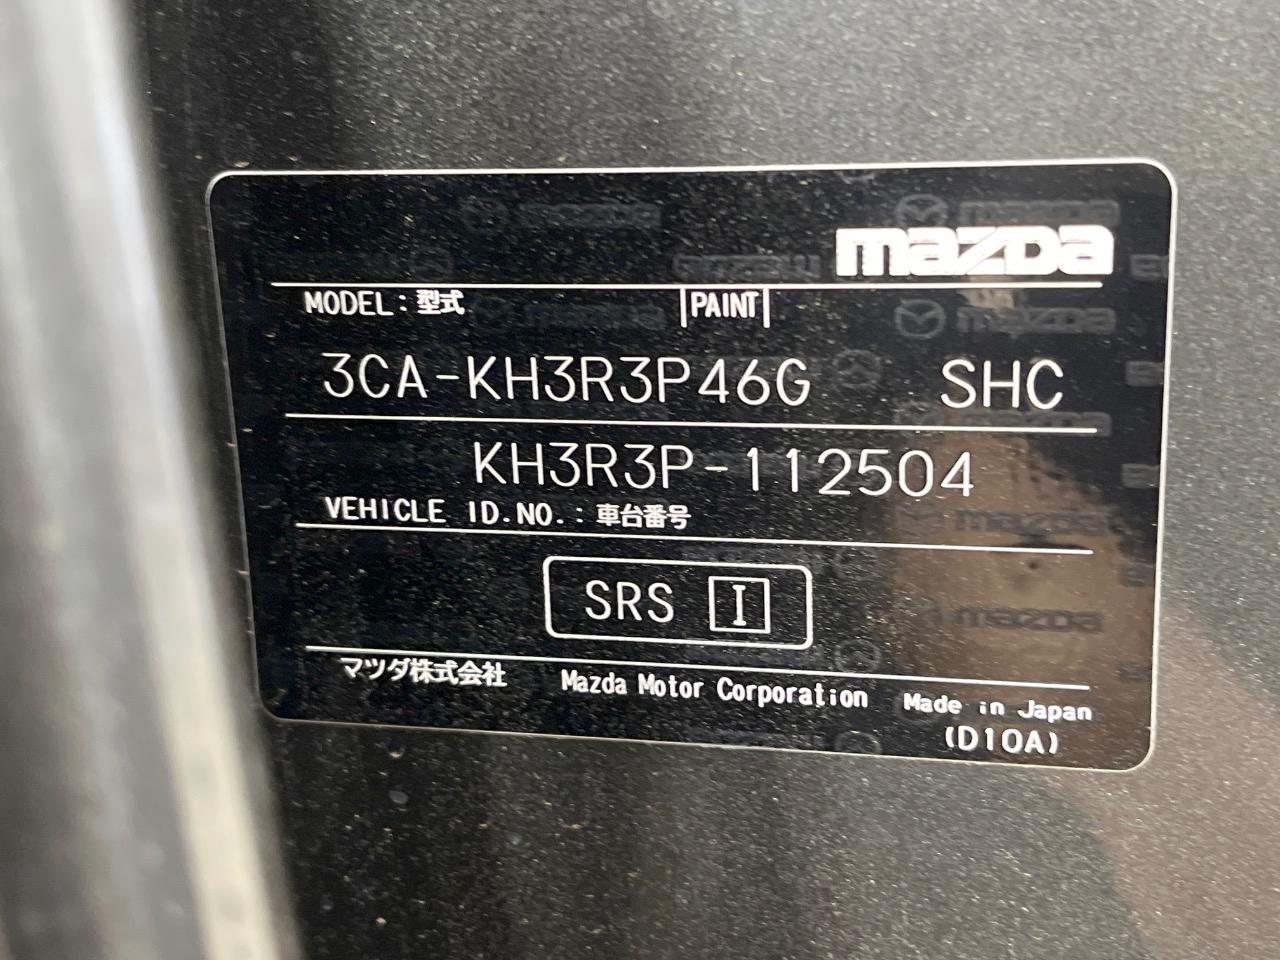 mazda
MODEL:型式 PAINT
3CA-KH3R3P46G SHC
KH3R3P-112504
VEHICLE ID.NO.:車台番号
SRS I
マツダ株式会社 Mazda Motor Corporation Made in Japan
(D10A)